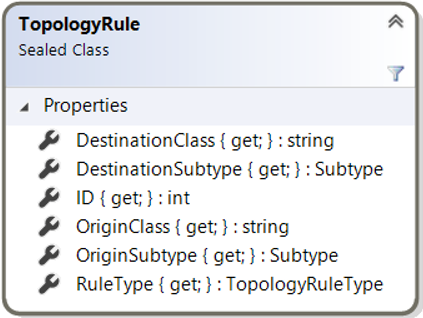 TopologyRule
Sealed Class
Properties
DestinationClass { get; } : string
DestinationSubtype { get; } : Subtype
ID { get; } : int
OriginClass { get; } : string
OriginSubtype { get; } : Subtype
RuleType { get; } : TopologyRuleType